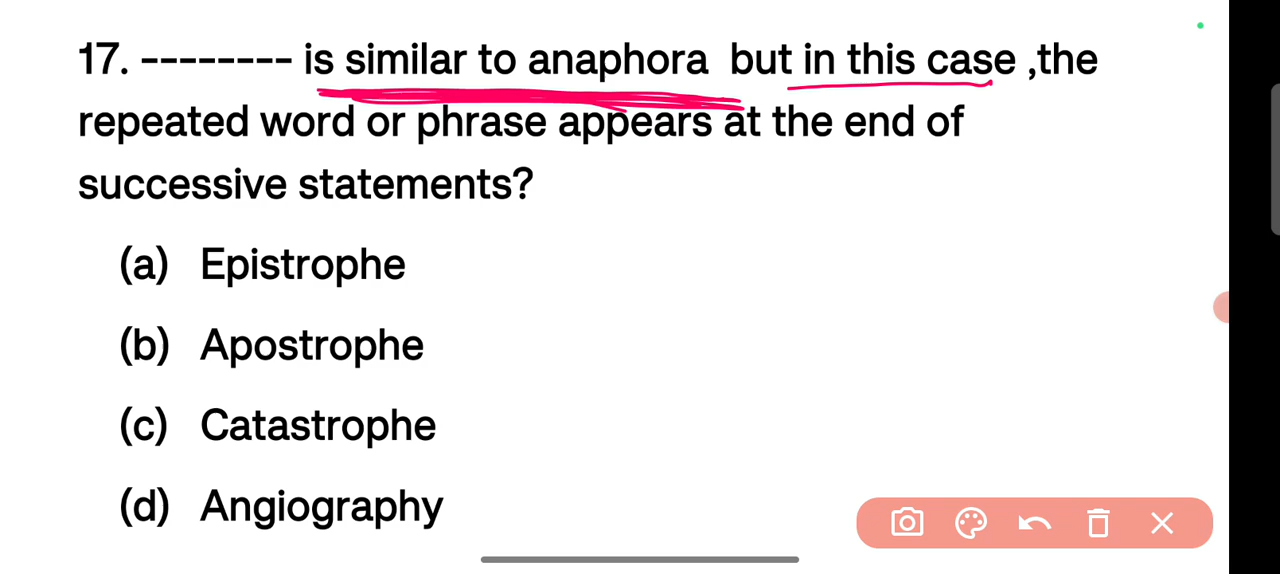 17. -------- is similar to anaphora but in this case ,the
repeated word or phrase appears at the end of
successive statements?
(a) Epistrophe
(b) Apostrophe
(c) Catastrophe
(d) Angiography